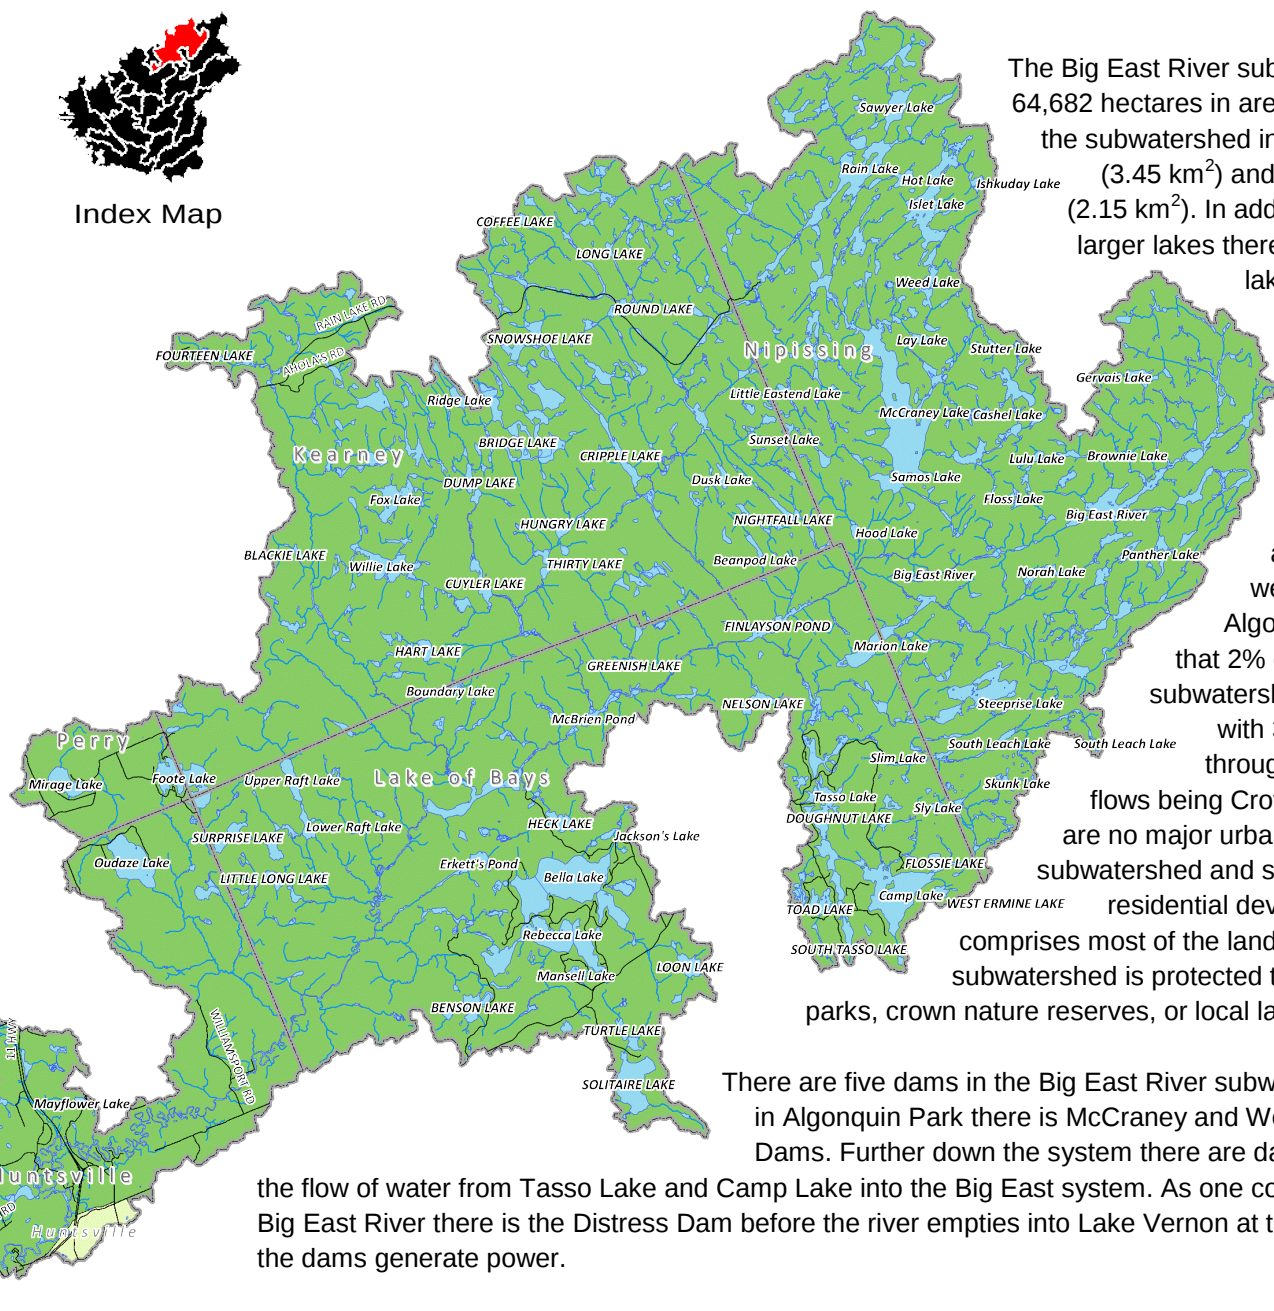 Index Map
The Big East River sub
64,682 hectares in are
the subwatershed in
(3.45 km²) and
(2.15 km²). In add
larger lakes there
lak
Sawyer Lake
Rain Lake
Hot Lake
Ishkuday Lake
Islet Lake
COFFEE LAKE
LONG LAKE
Weed Lake
RAIN LAKE RD
ROUND LAKE
SNOWSHOE LAKE
Nipissing
Lay Lake
Stutter Lake
FOURTEEN LAKE
AHOLA'S RD
Gervais Lake
Ridge Lake
Little Eastend Lake
McCraney Lake
Cashel Lake
BRIDGE LAKE
Sunset Lake
Kearney
CRIPPLE LAKE
Lulu Lake
Brownie Lake
DUMP LAKE
Dusk Lake
Samos Lake
Fox Lake
Floss Lake
HUNGRY LAKE
NIGHTFALL LAKE
Big East River
Hood Lake
BLACKIE LAKE
Willie Lake
THIRTY LAKE
Beanpod Lake
Panther Lake
CUYLER LAKE
Big East River
Norah Lake
a
we
Algo
that 2%
subwatersh
with
throug
flows being Crow
are no major urba
subwatershed and s
residential dev
comprises most of the land
subwatershed is protected t
parks, crown nature reserves, or local la
FINLAYSON POND
HART LAKE
Marion Lake
GREENISH LAKE
Boundary Lake
NELSON LAKE
Steeprise Lake
McBrien Pond
Perry
South Leach Lake
South Leach Lake
Slim Lake
Mirage Lake
Foote Lake
Upper Raft Lake
Lake of Bays
Skunk Lake
Tasso Lake
Sly Lake
DOUGHNUT LAKE
SURPRISE LAKE
Lower Raft Lake
HECK LAKE
Jackson's Lake
Oudaze Lake
Erkett's Pond
FLOSSIE LAKE
LITTLE LONG LAKE
Bella Lake
Camp Lake
WEST ERMINE LAKE
TOAD LAKE
Rebecca Lake
SOUTH TASSO LAKE
Mansell Lake
LOON LAKE
BENSON LAKE
WILLIAMSPORT RD
11 HWY
TURTLE LAKE
SOLITAIRE LAKE
Mayflower Lake
untsville
RD
Huntsville
There are five dams in the Big East River subw
in Algonquin Park there is McCraney and We
Dams. Further down the system there are da
the flow of water from Tasso Lake and Camp Lake into the Big East system. As one co
Big East River there is the Distress Dam before the river empties into Lake Vernon at t
the dams generate power.